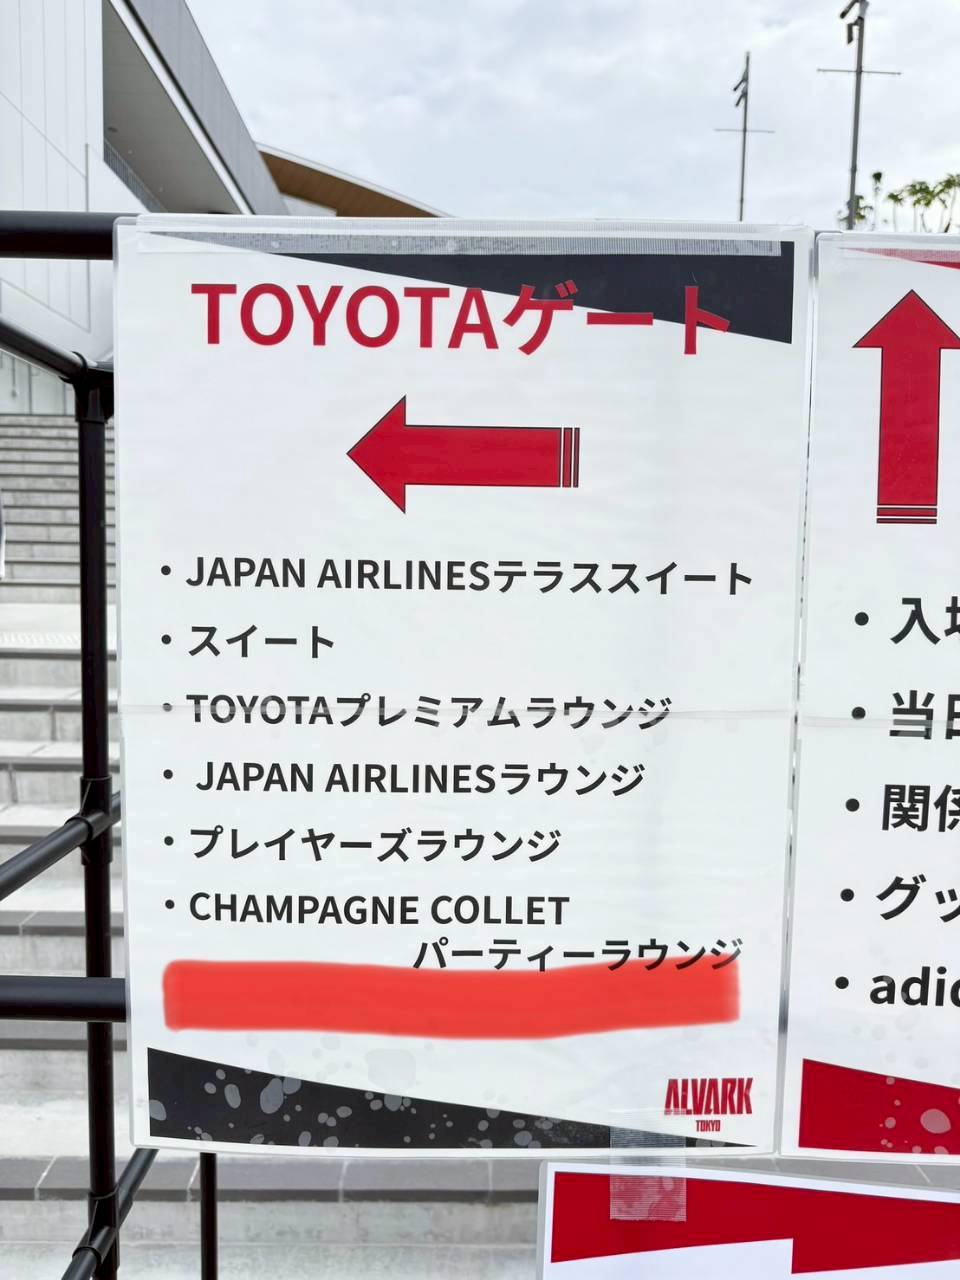 TOYOTAゲート
・JAPAN AIRLINESテラススイート
・スイート
・TOYOTAプレミアムラウンジ
・JAPAN AIRLINESラウンジ
・プレイヤーズラウンジ
・CHAMPAGNE COLLET
パーティーラウンジ
ALVARK
TOKYO
・入
・当日
・関係
・グッ
・adid